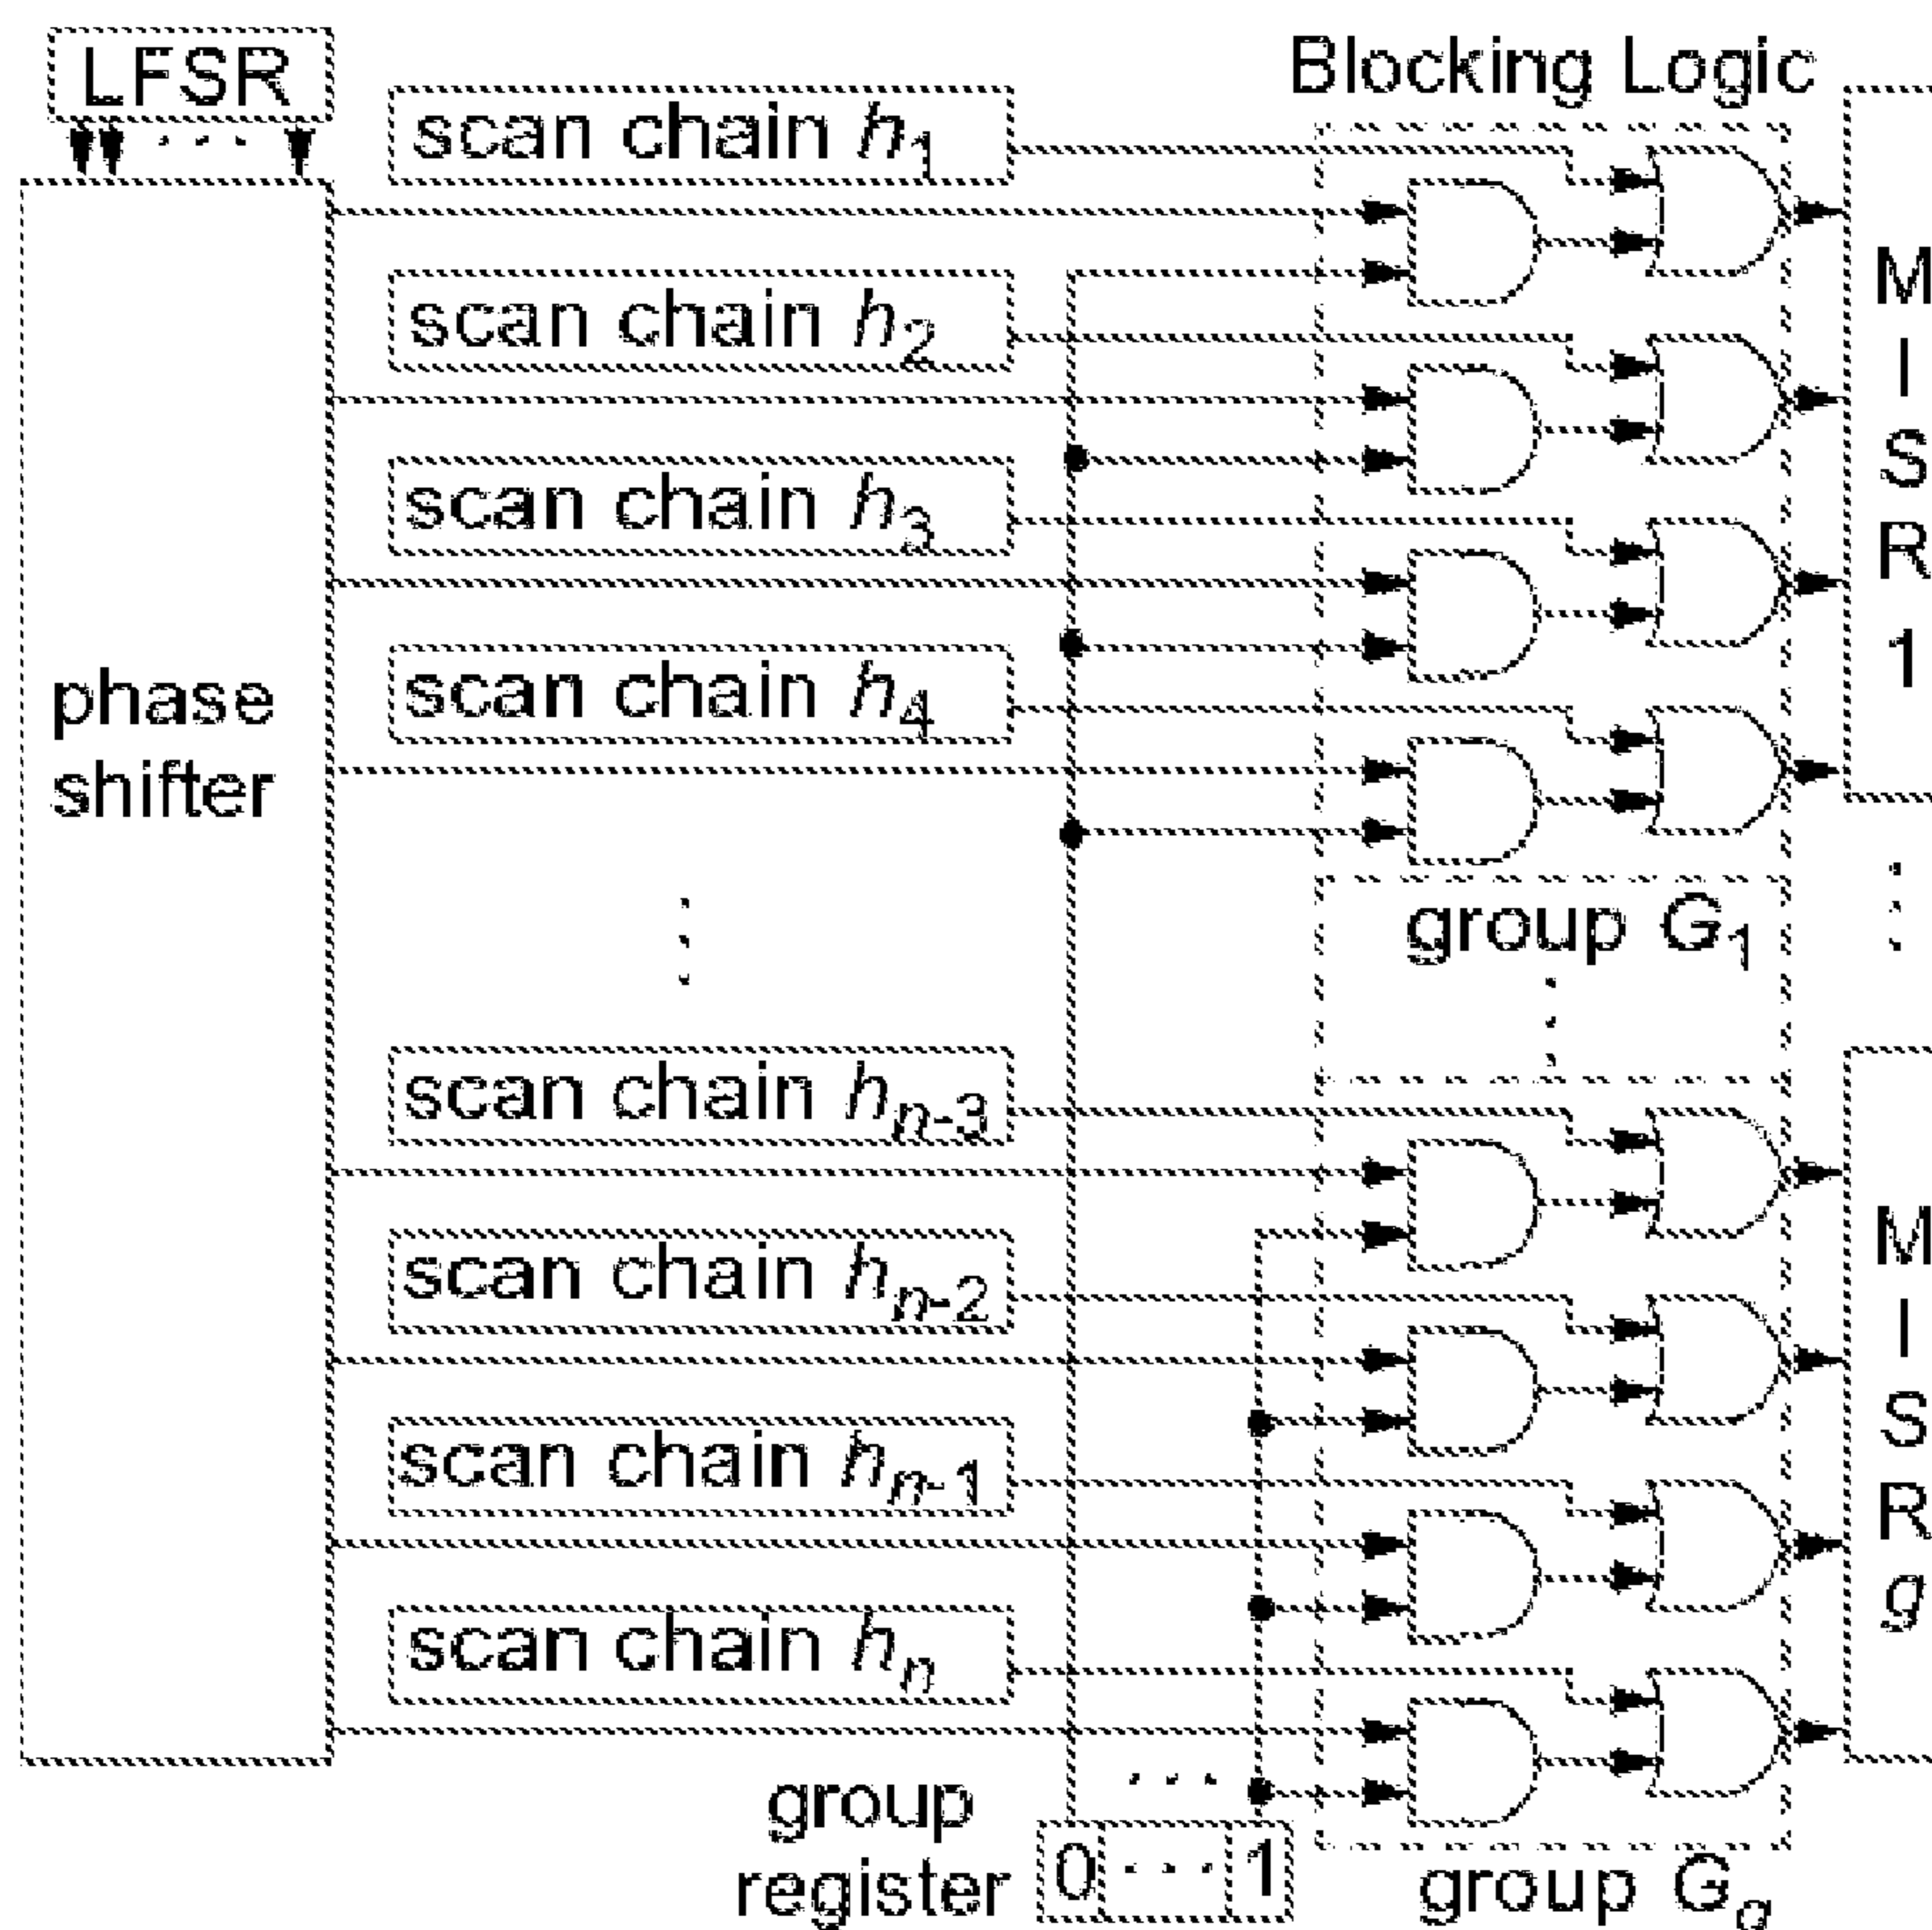 LFSR
Blocking Logic
scan chain h1
scan chain h2
scan chain h3
scan chain h4
phase
shifter
M
I
S
R
1
group G1
scan chain hn-3
scan chain hn-2
scan chain hn-1
scan chain hn
M
I
S
R
g
group
register
0 ... 1
group Gg